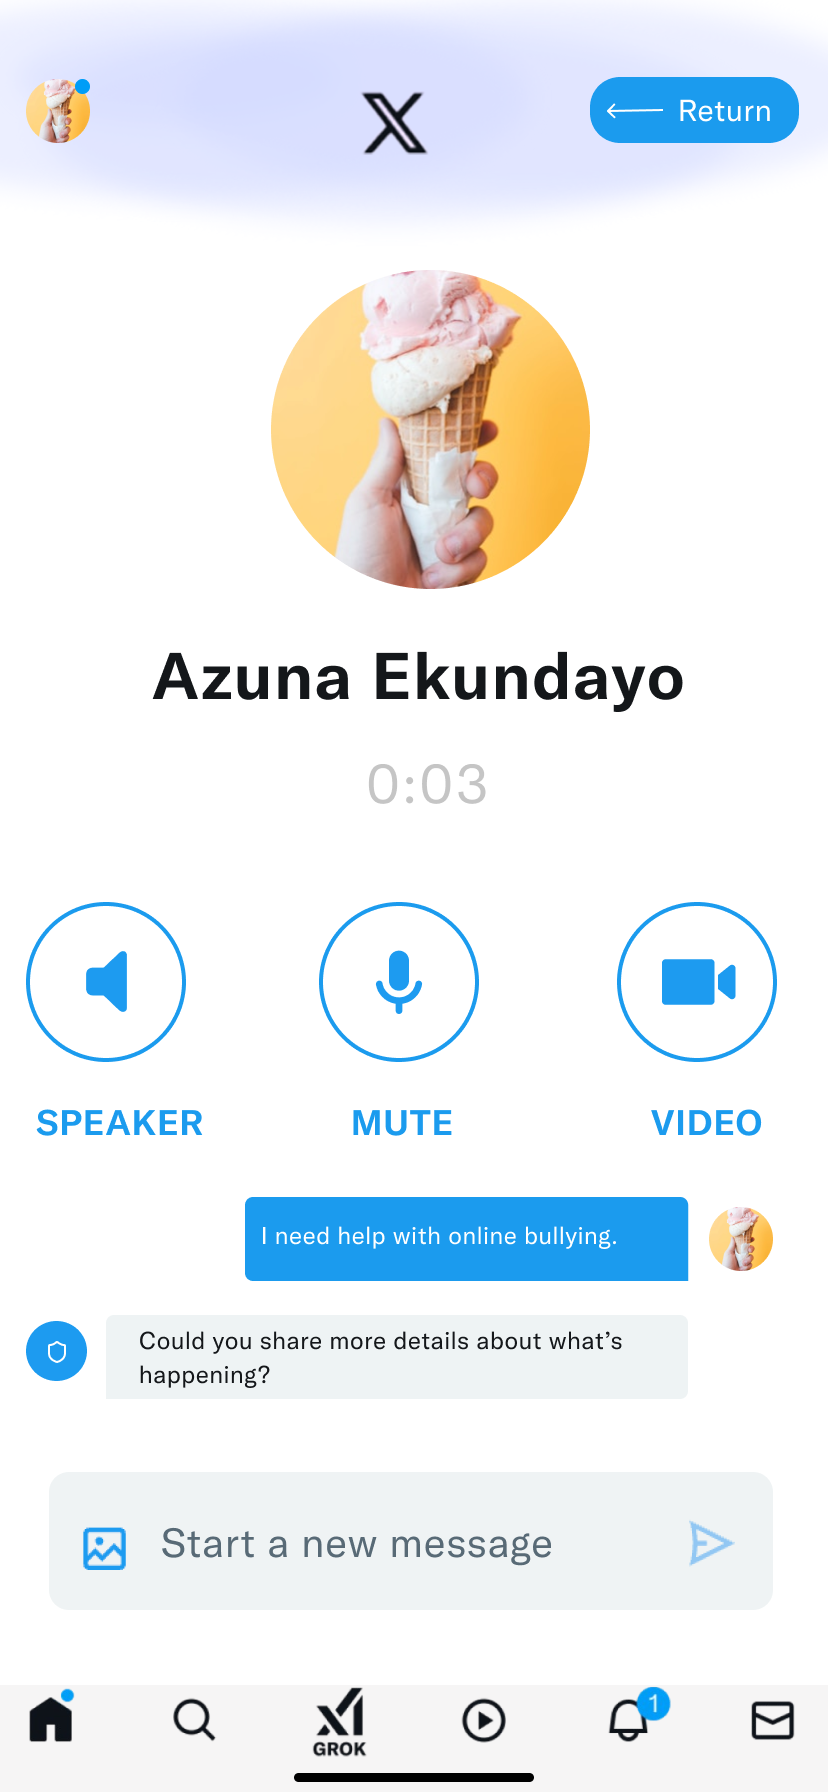 X
Return
Azuna Ekundayo
0:03
SPEAKER
MUTE
VIDEO
I need help with online bullying.
Could you share more details about what’s
happening?
Start a new message
GROK
1